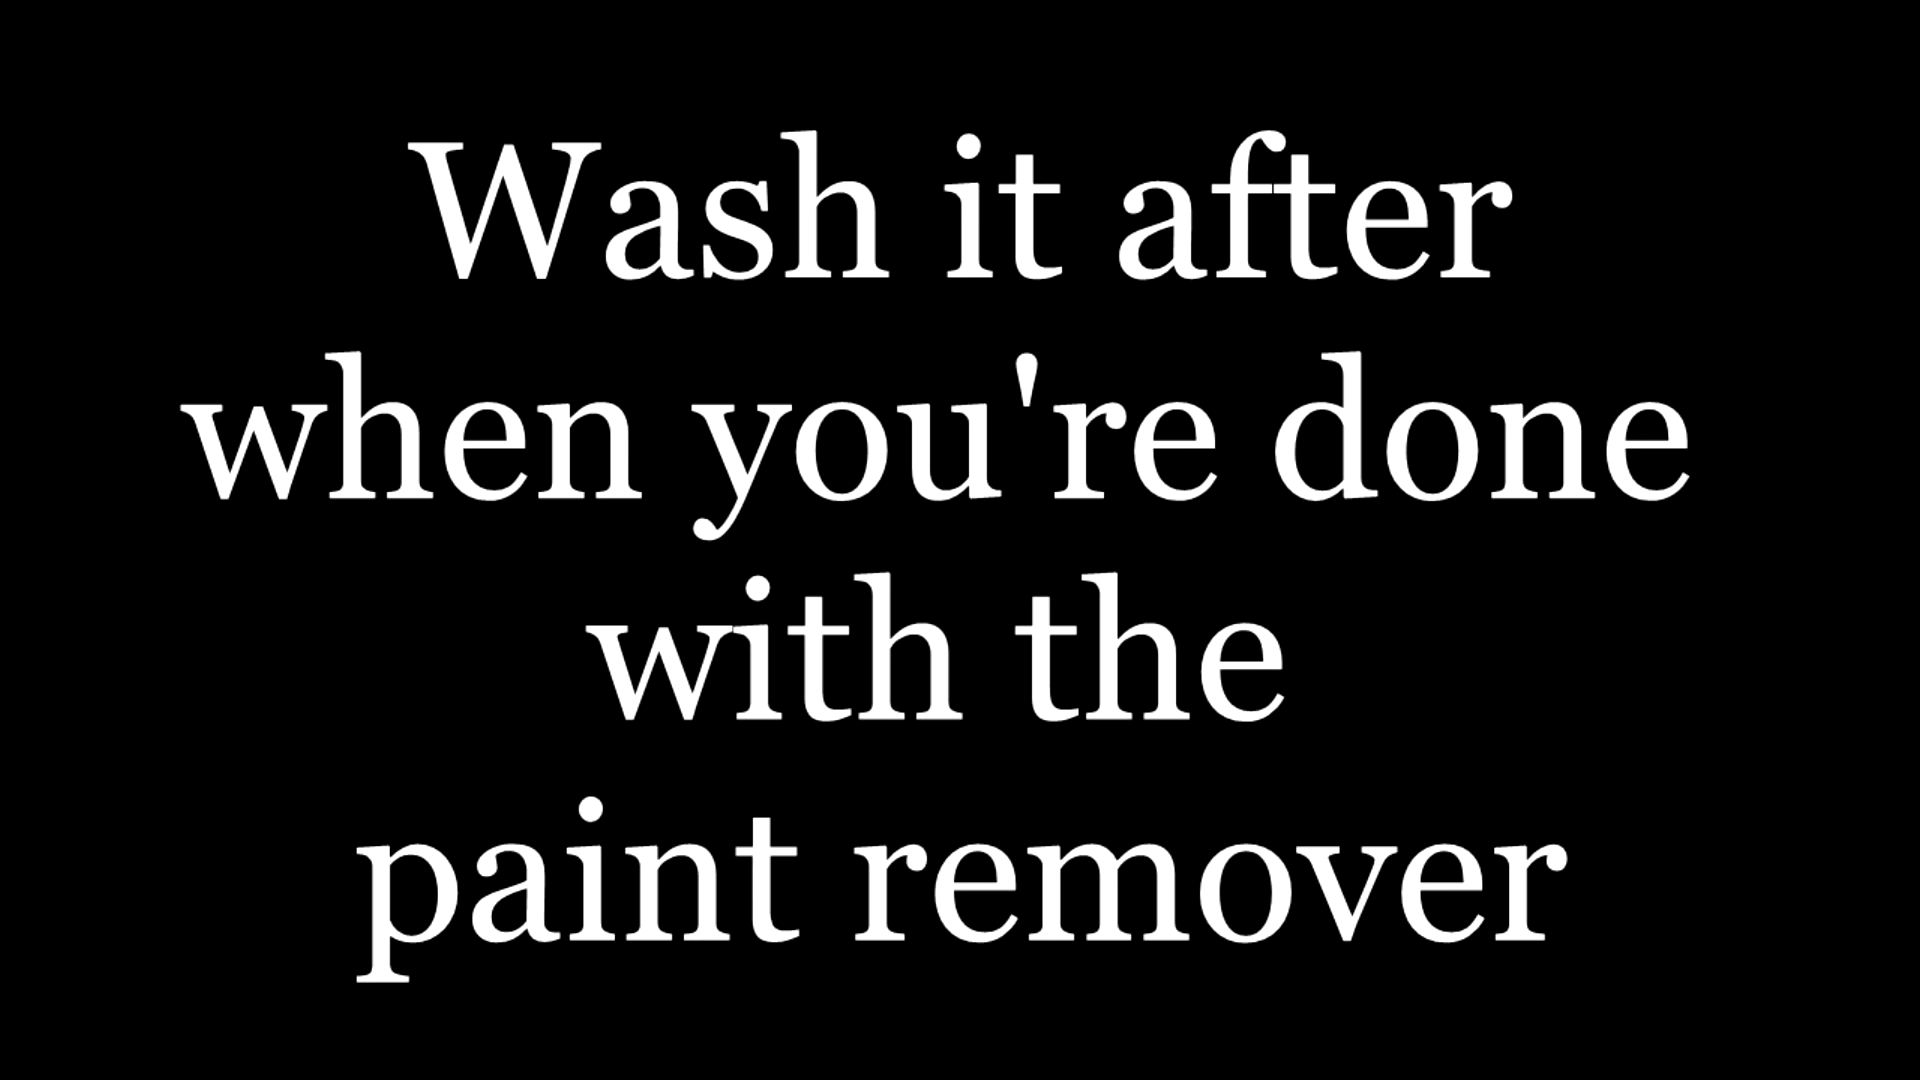 Wash it after
when you're done
with the
paint remover